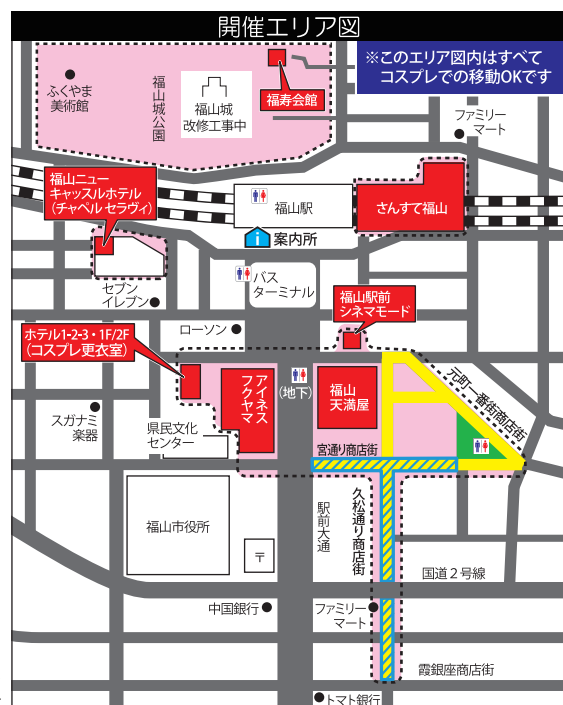 開催エリア図
※このエリア図内はすべて
コスプレでの移動OKです
ふくやま
美術館
福山城公園
福山城
改修工事中
福寿会館
ファミリー
マート
福山ニュー
キャッスルホテル
(チャペル セラヴィ)
福山駅
さんすて福山
i 案内所
セブン
イレブン
バス
ターミナル
福山駅前
シネマモード
ローソン
ホテル1-2-3・1F/2F
(コスプレ更衣室)
アイネス
フクヤマ
(地下)
福山
天満屋
元町一番街商店街
スガナミ
楽器
県民文化
センター
宮通り商店街
福山市役所
〒
駅前大通
久松通り商店街
国道2号線
中国銀行
ファミリー
マート
霞銀座商店街
トマト銀行